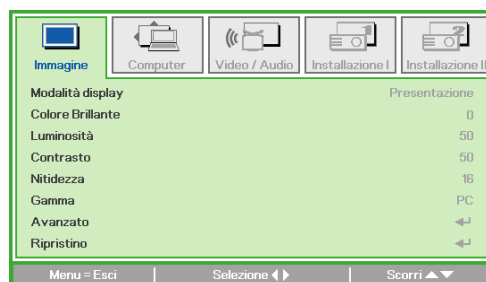 Immagine
Computer
Video / Audio
Installazione I
Installazione II
Modalità display Presentazione
Colore Brillante 0
Luminosità 50
Contrasto 50
Nitidezza 16
Gamma PC
Avanzato
Ripristino
Menu = Esci Selezione Scorri